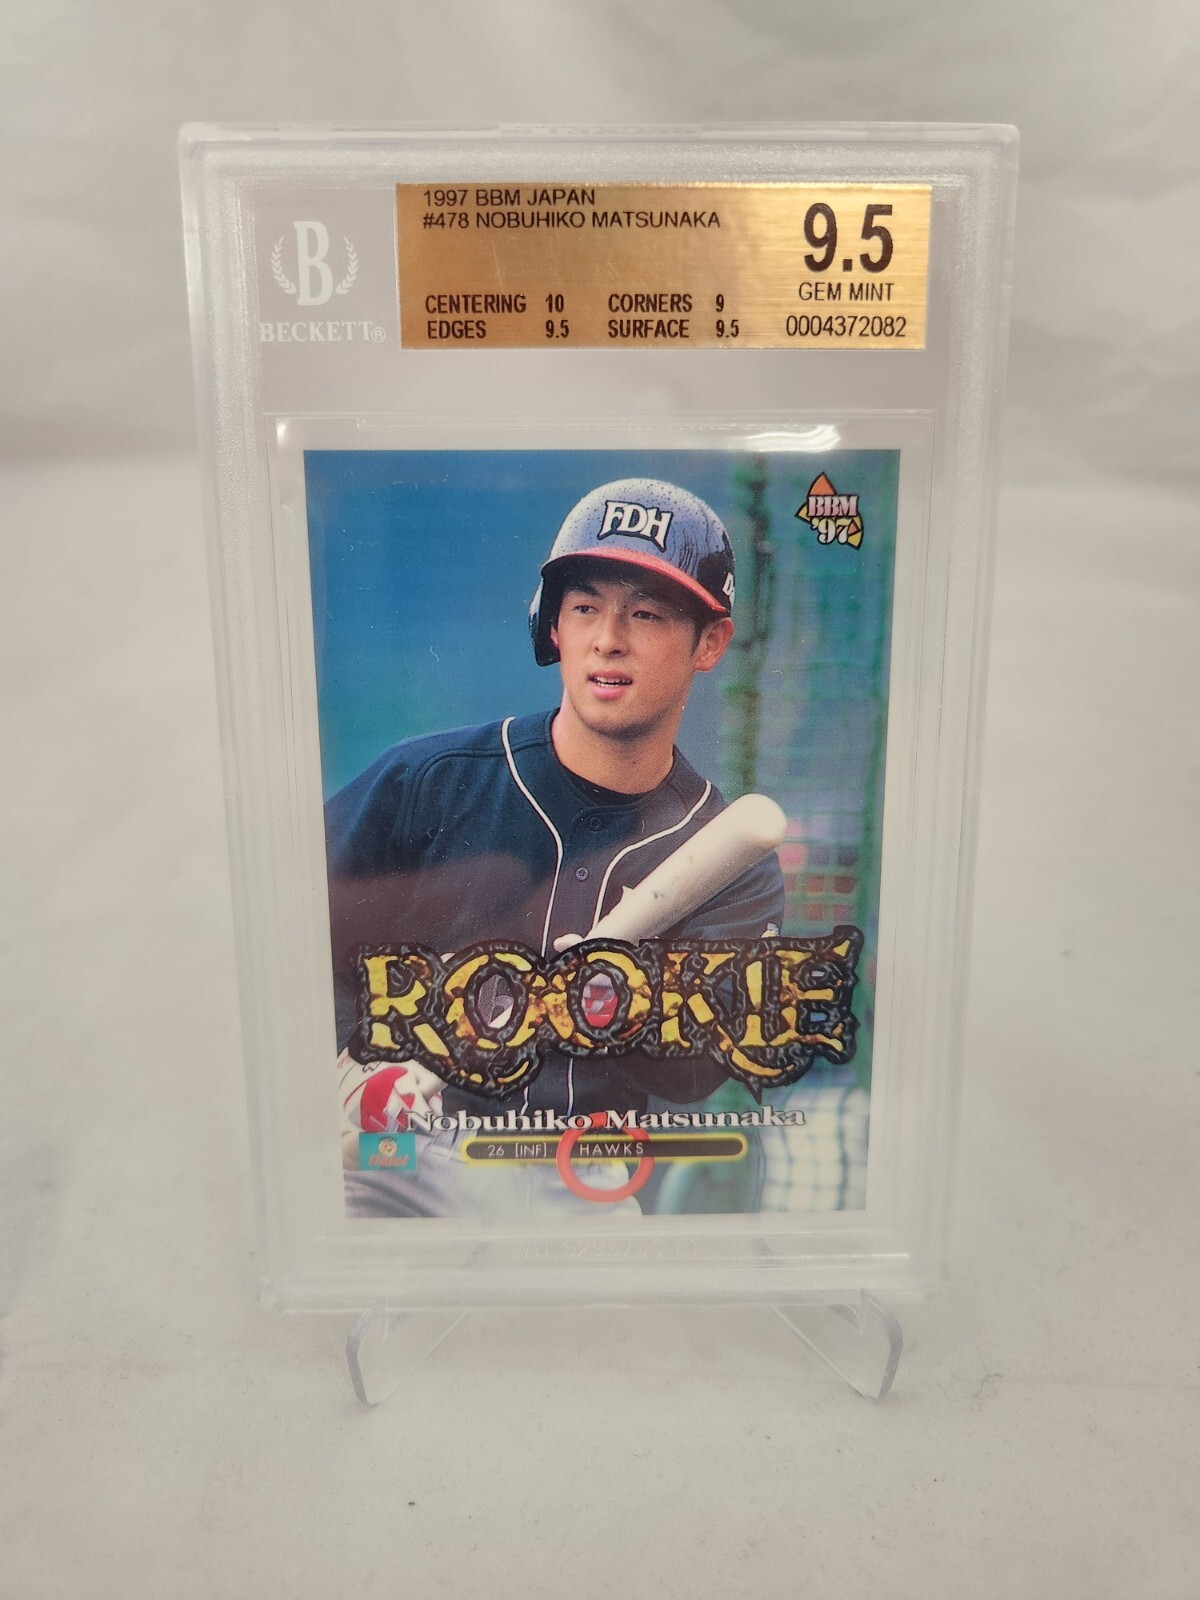 1997 BBM JAPAN
#478 NOBUHIKO MATSUNAKA
9.5
GEM MINT
CENTERING 10 CORNERS 9
EDGES 9.5 SURFACE 9.5
0004372082
B
BECKETT®
BBM
'97
FDH
ROOKIE
Nobuhiko Matsunaka
26 [INF] HAWKS